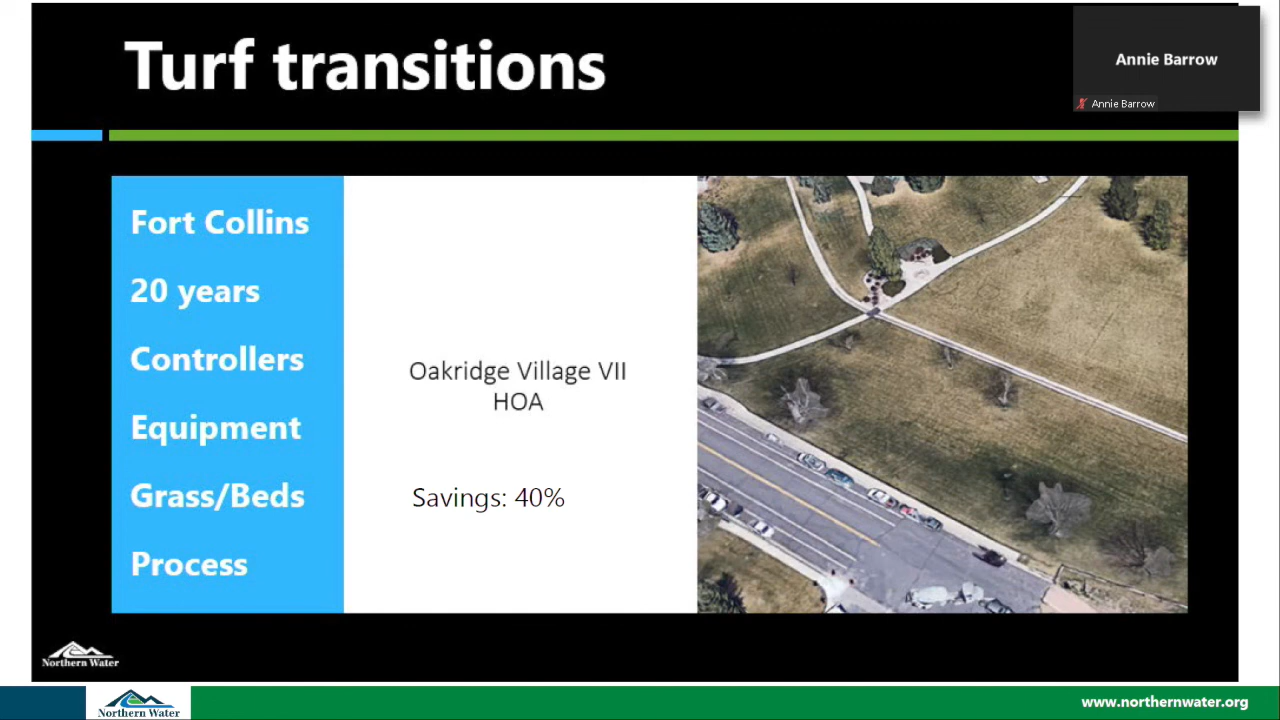 Turf transitions
Annie Barrow
Annie Barrow
Fort Collins
20 years
Controllers
Equipment
Grass/Beds
Process
Oakridge Village VII
HOA
Savings: 40%
Northern Water
Northern Water
www.northernwater.org